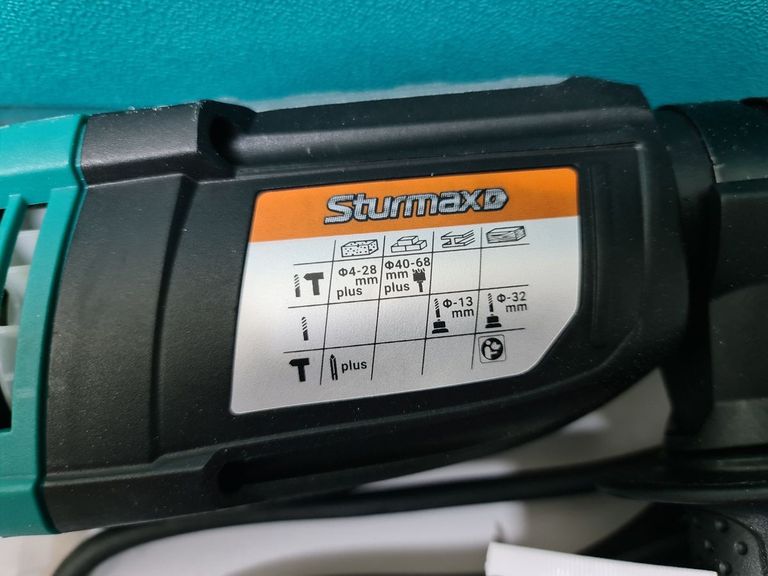 Sturmax
Φ4-28 mm plus
Φ40-68 mm plus
Φ-13 mm
Φ-32 mm
plus